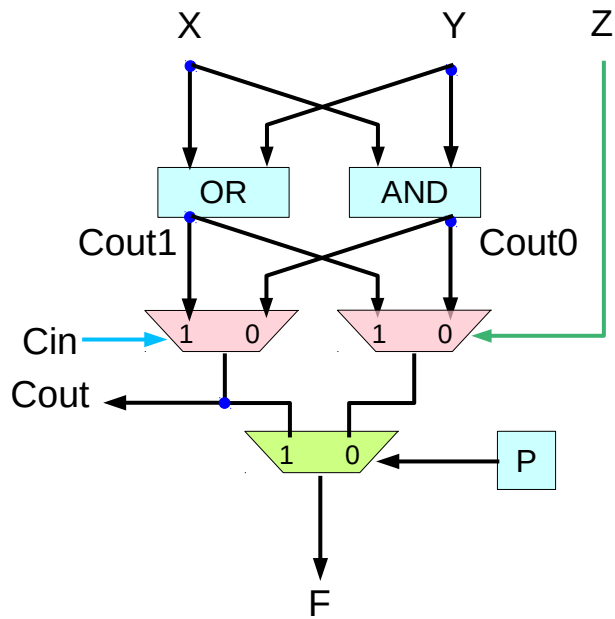 X Y Z
OR AND
Cout1 Cout0
1 0 1 0
Cin
Cout
1 0 P
F